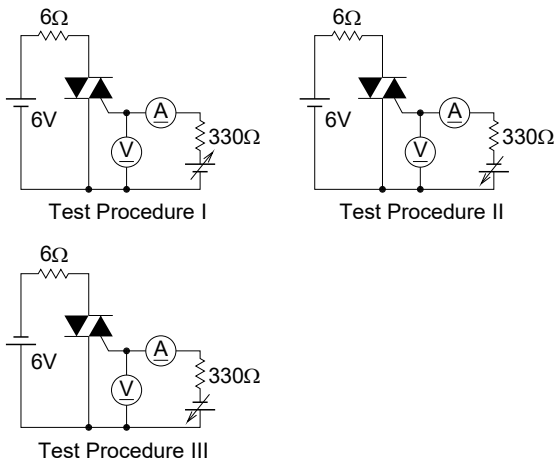 6Ω
6V
A
V
330Ω
Test Procedure I
6Ω
6V
A
V
330Ω
Test Procedure II
6Ω
6V
A
V
330Ω
Test Procedure III